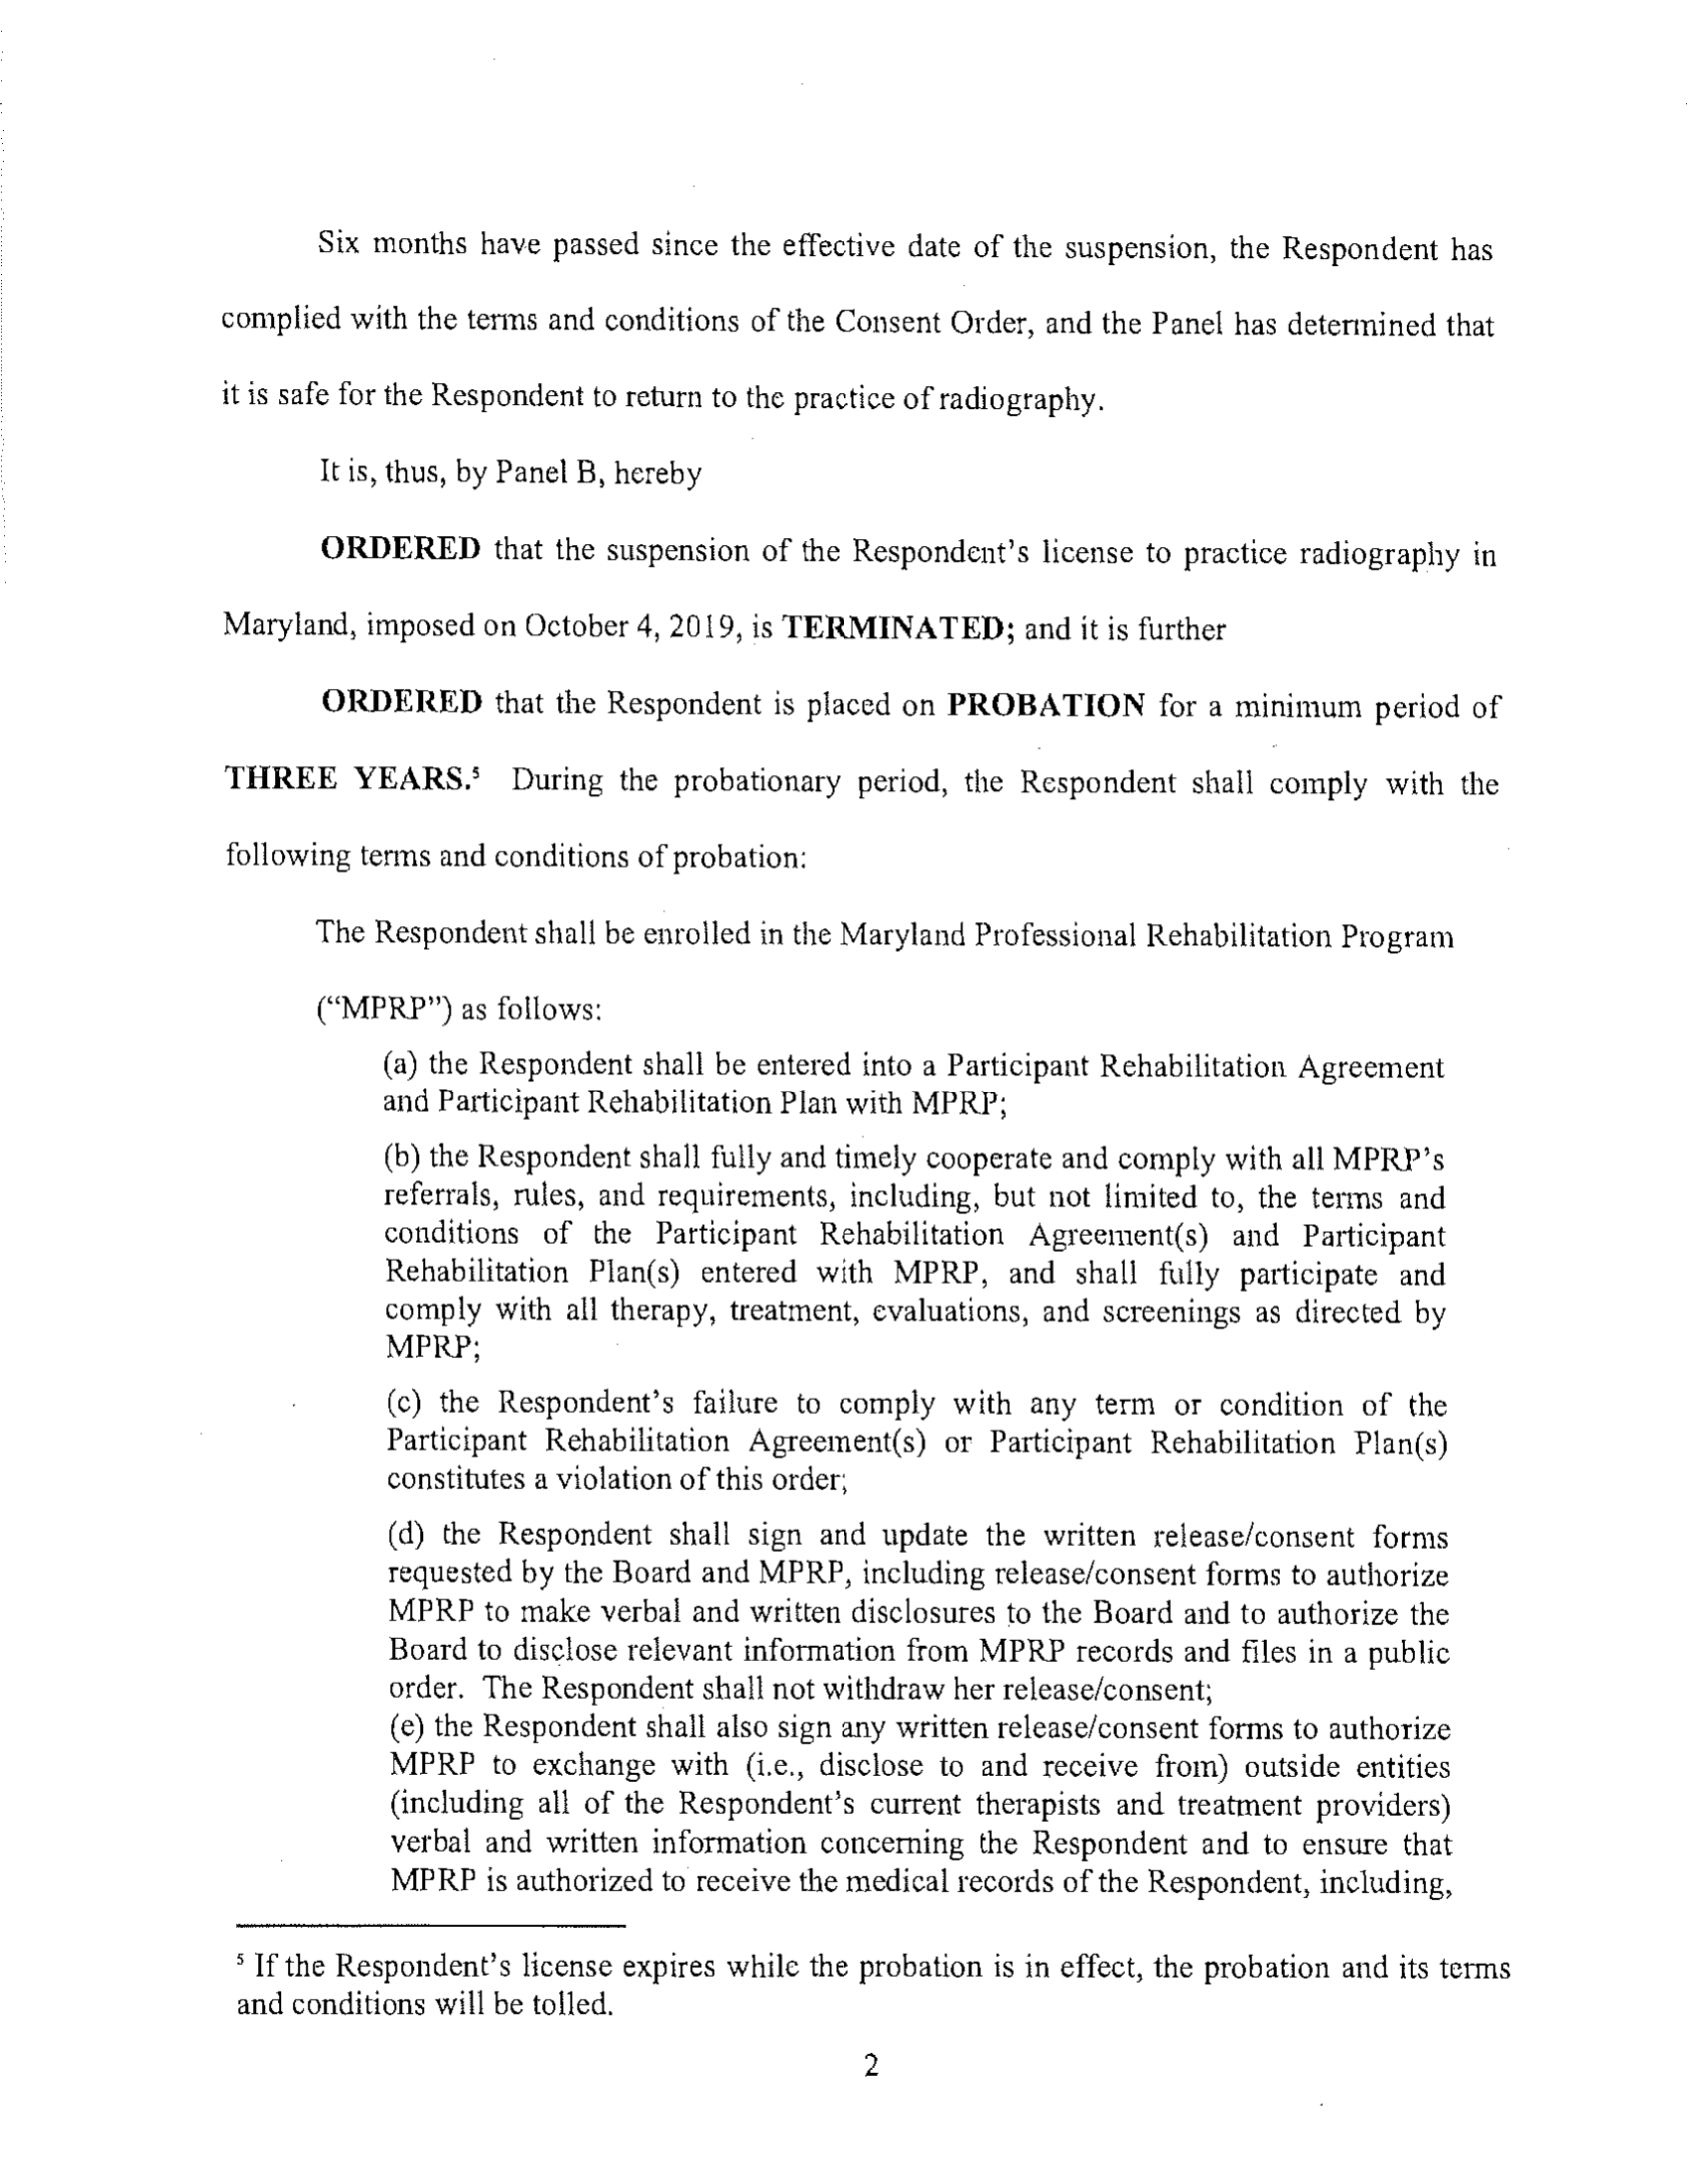 Six months have passed since the effective date of the suspension, the Respondent has
complied with the terms and conditions of the Consent Order, and the Panel has determined that
it is safe for the Respondent to return to the practice of radiography.
It is, thus, by Panel B, hereby
ORDERED that the suspension of the Respondent's license to practice radiography in
Maryland, imposed on October 4, 2019, is TERMINATED; and it is further
ORDERED that the Respondent is placed on PROBATION for a minimum period of
THREE YEARS.⁵ During the probationary period, the Respondent shall comply with the
following terms and conditions of probation:
The Respondent shall be enrolled in the Maryland Professional Rehabilitation Program
("MPRP") as follows:
(a) the Respondent shall be entered into a Participant Rehabilitation Agreement
and Participant Rehabilitation Plan with MPRP;
(b) the Respondent shall fully and timely cooperate and comply with all MPRP's
referrals, rules, and requirements, including, but not limited to, the terms and
conditions of the Participant Rehabilitation Agreement(s) and Participant
Rehabilitation Plan(s) entered with MPRP, and shall fully participate and
comply with all therapy, treatment, evaluations, and screenings as directed by
MPRP;
(c) the Respondent's failure to comply with any term or condition of the
Participant Rehabilitation Agreement(s) or Participant Rehabilitation Plan(s)
constitutes a violation of this order;
(d) the Respondent shall sign and update the written release/consent forms
requested by the Board and MPRP, including release/consent forms to authorize
MPRP to make verbal and written disclosures to the Board and to authorize the
Board to disclose relevant information from MPRP records and files in a public
order. The Respondent shall not withdraw her release/consent;
(e) the Respondent shall also sign any written release/consent forms to authorize
MPRP to exchange with (i.e., disclose to and receive from) outside entities
(including all of the Respondent's current therapists and treatment providers)
verbal and written information concerning the Respondent and to ensure that
MPRP is authorized to receive the medical records of the Respondent, including,
⁵ If the Respondent's license expires while the probation is in effect, the probation and its terms
and conditions will be tolled.
2